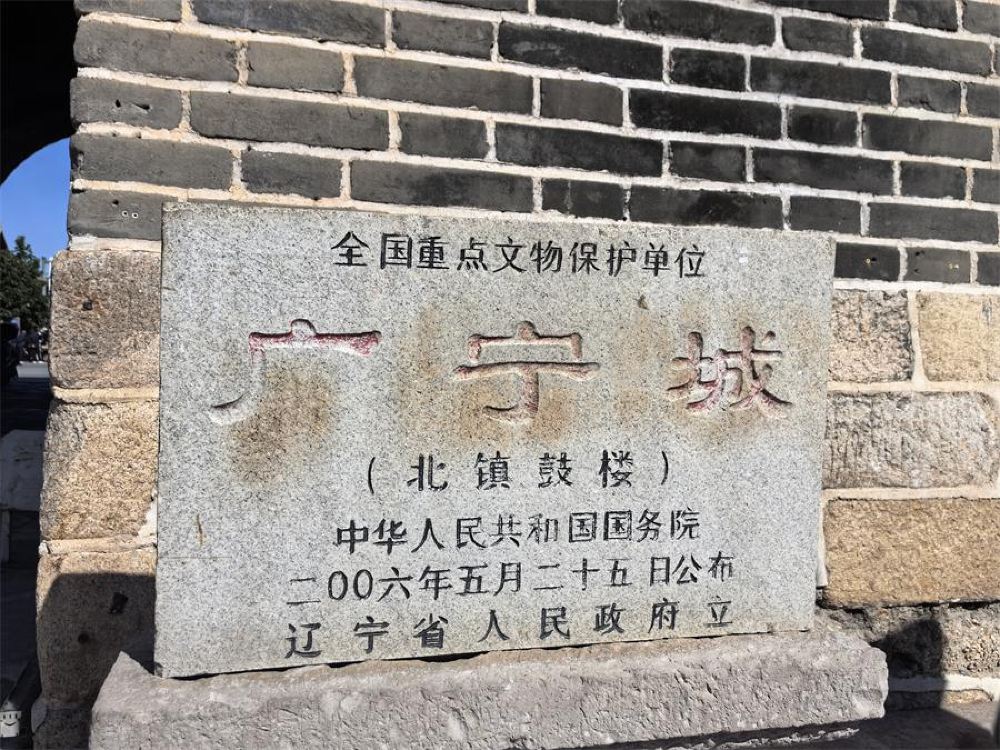 全国重点文物保护单位
广宁城
（北镇鼓楼）
中华人民共和国国务院
二00六年五月二十五日公布
辽宁省人民政府立